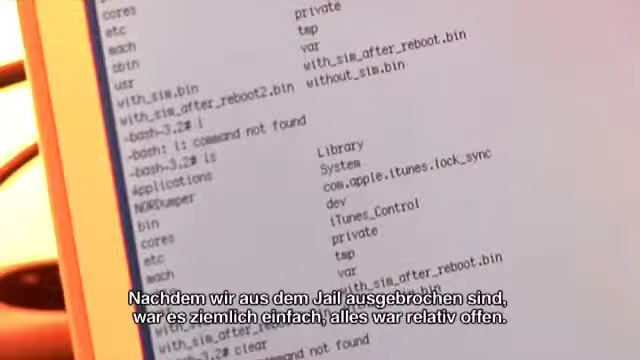 cores private
etc tmp
mach var
sbin with_sim_after_reboot.bin
usr without_sim.bin
with_sim.bin
with_sim_after_reboot2.bin
-bash-3.2# l
-bash: l: command not found
-bash-3.2# ls
Applications Library
NORDumper System
bin com.apple.itunes.lock_sync
cores dev
etc iTunes_Control
mach private
tmp
var
with_sim_after_reboot.bin
Nachdem wir aus dem Jail ausgebrochen sind,
war es ziemlich einfach, alles war relativ offen.
clear
command not found